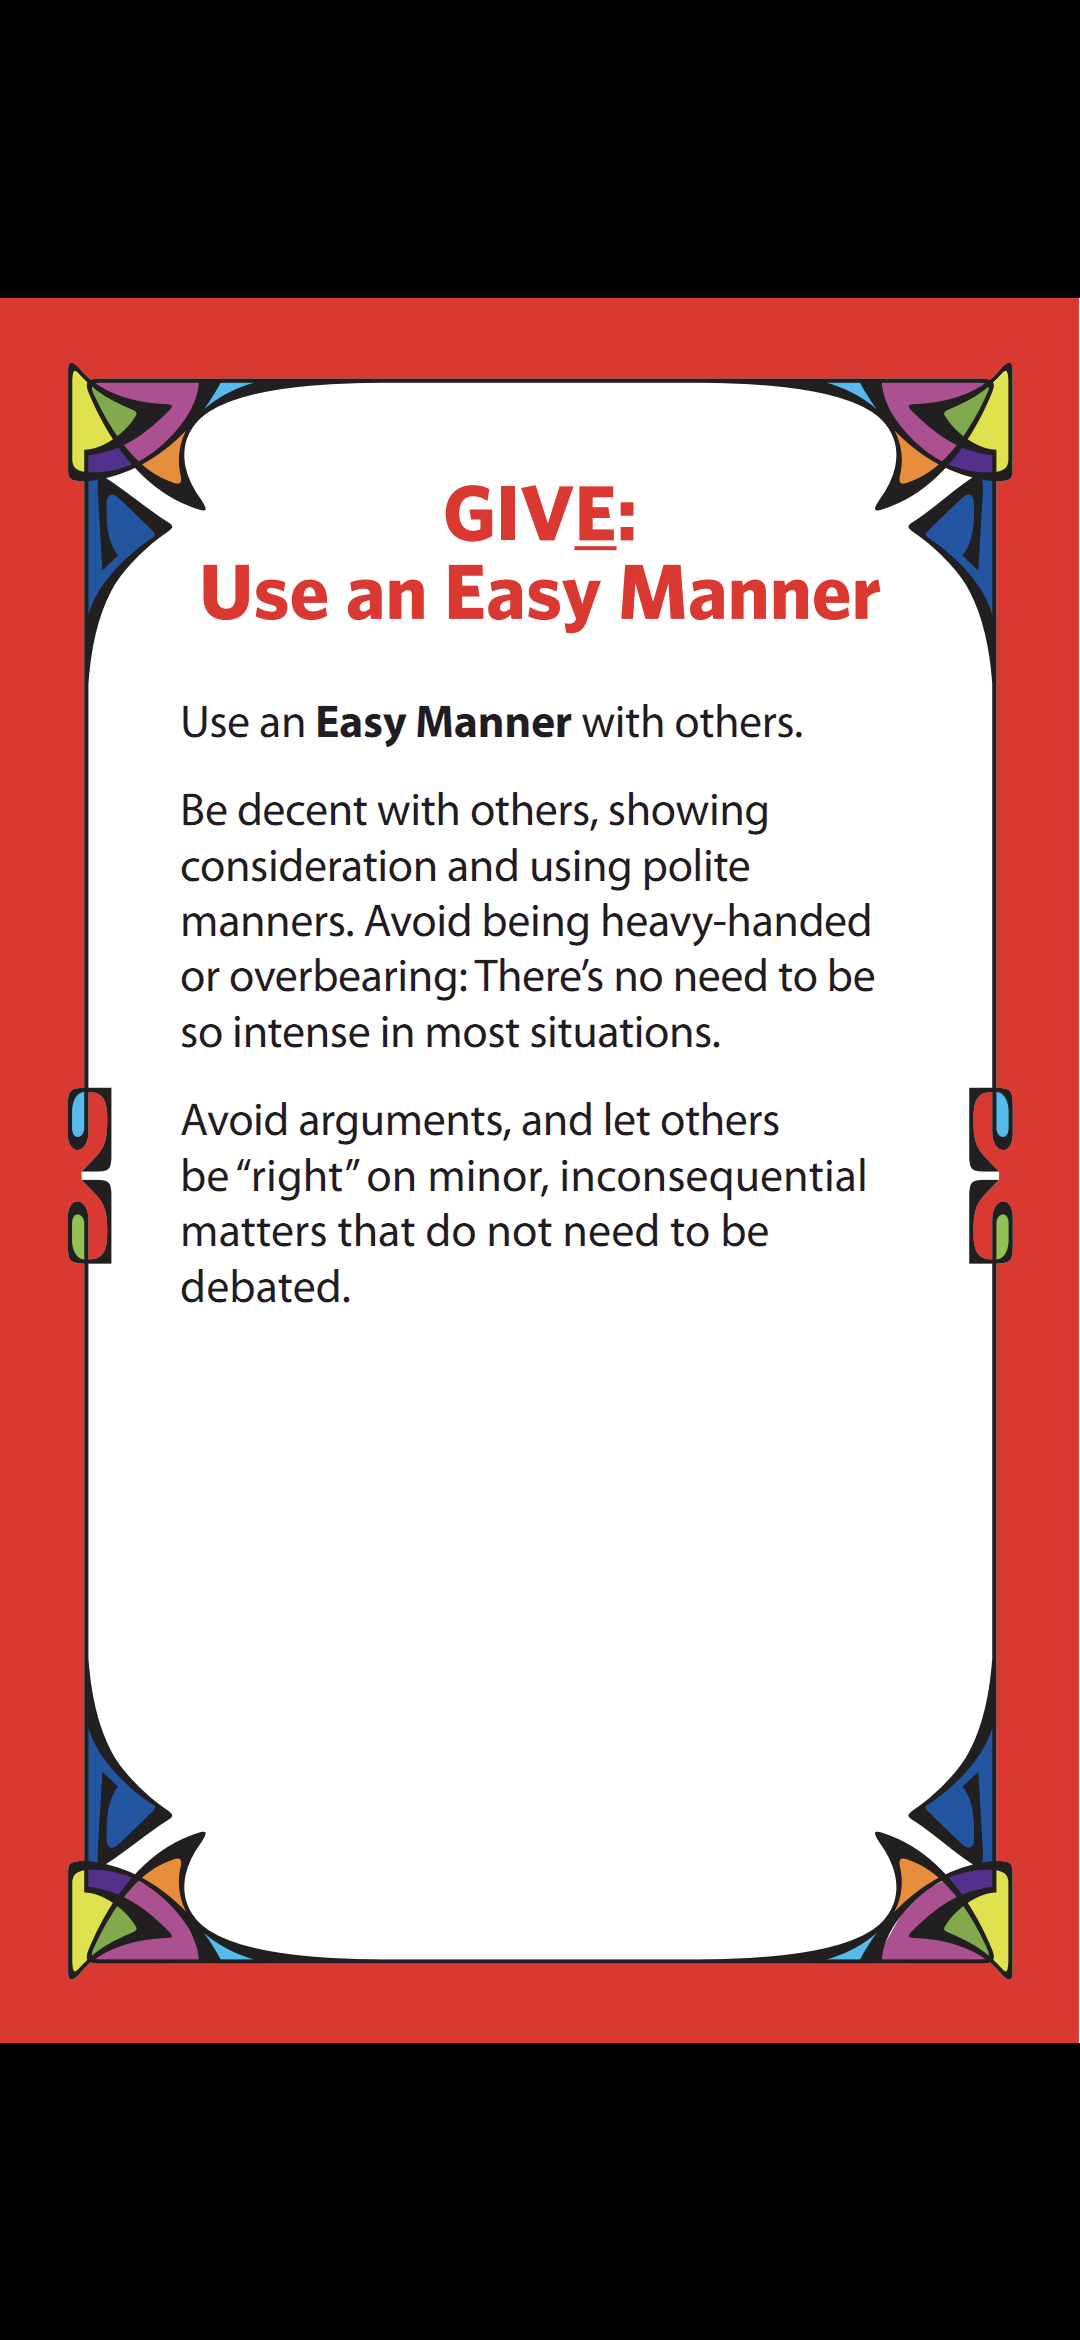 GIVE:
Use an Easy Manner
Use an Easy Manner with others.
Be decent with others, showing
consideration and using polite
manners. Avoid being heavy-handed
or overbearing: There’s no need to be
so intense in most situations.
Avoid arguments, and let others
be “right” on minor, inconsequential
matters that do not need to be
debated.